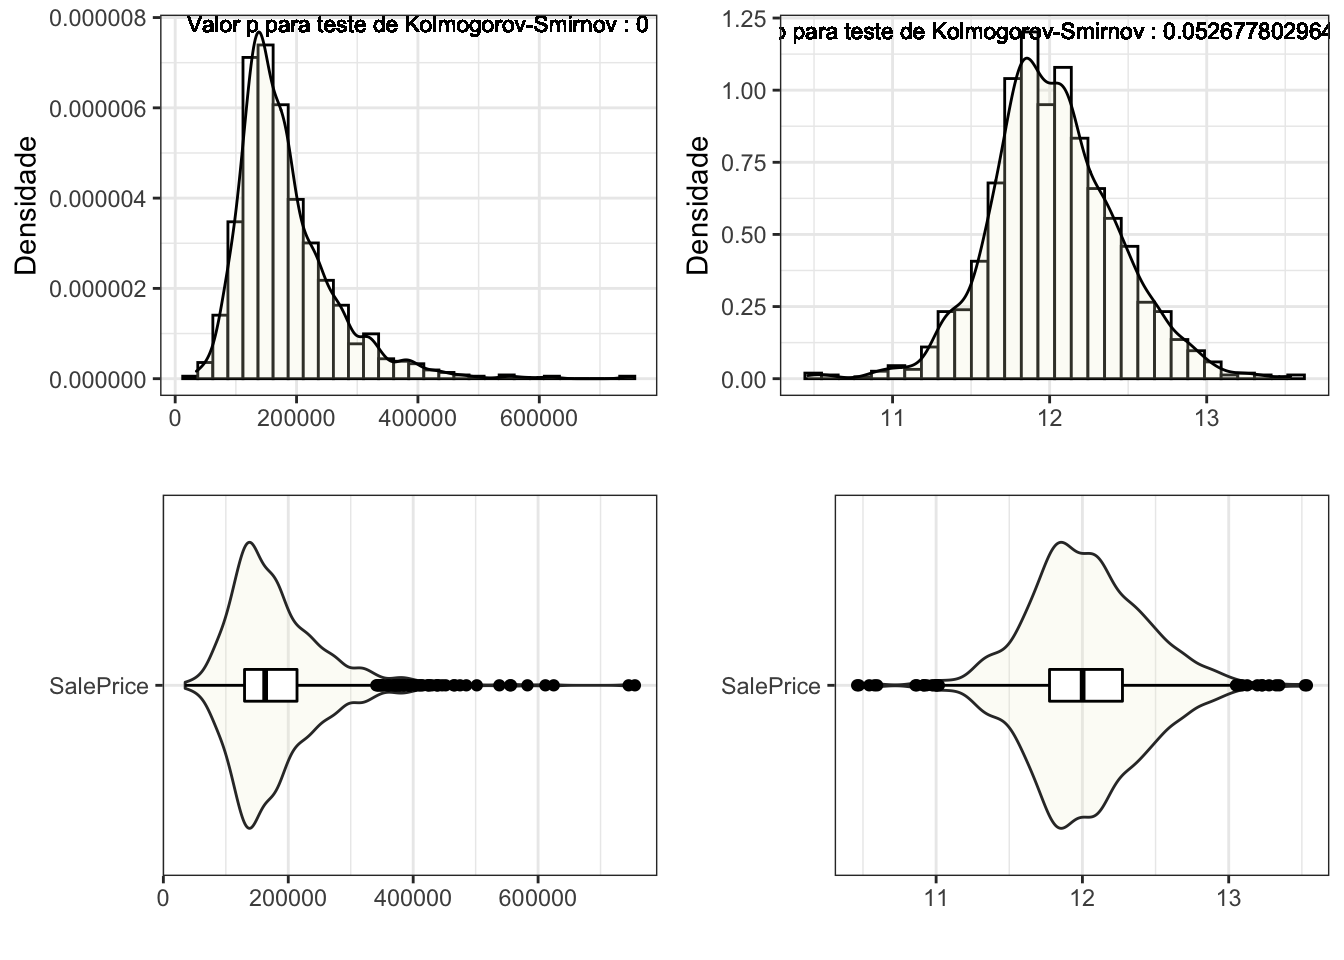 Valor p para teste de Kolmogorov-Smirnov : 0
Densidade
0.000008
0.000006
0.000004
0.000002
0.000000
0 200000 400000 600000
para teste de Kolmogorov-Smirnov : 0.052677802964
Densidade
1.25
1.00
0.75
0.50
0.25
0.00
11 12 13
SalePrice
0 200000 400000 600000
SalePrice
11 12 13